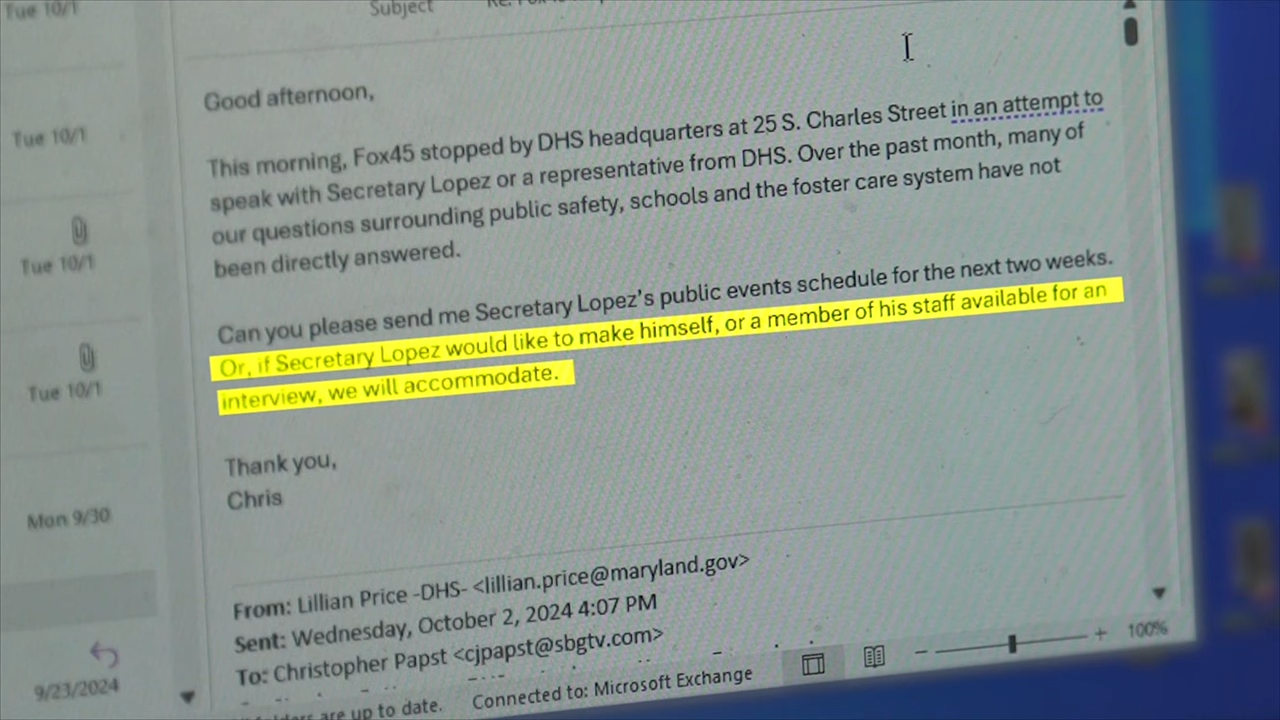 Tue 10/1
Subject
Tue 10/1
Tue 10/1
Tue 10/1
Mon 9/30
9/23/2024
Good afternoon,
This morning, Fox45 stopped by DHS headquarters at 25 S. Charles Street in an attempt to
speak with Secretary Lopez or a representative from DHS. Over the past month, many of
our questions surrounding public safety, schools and the foster care system have not
been directly answered.
Can you please send me Secretary Lopez's public events schedule for the next two weeks.
Or, if Secretary Lopez would like to make himself, or a member of his staff available for an
interview, we will accommodate.
Thank you,
Chris
From: Lillian Price -DHS- <lillian.price@maryland.gov>
Sent: Wednesday, October 2, 2024 4:07 PM
To: Christopher Papst <cjpapst@sbgtv.com>
are up to date. Connected to: Microsoft Exchange - + 100%